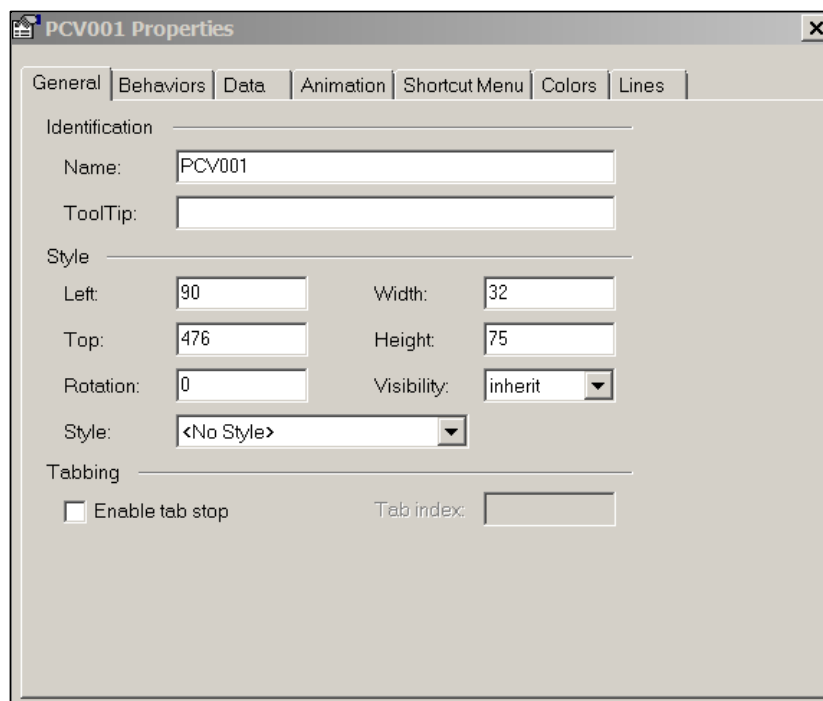 PCV001 Properties
General Behaviors Data Animation Shortcut Menu Colors Lines
Identification
Name: PCV001
ToolTip:
Style
Left: 90 Width: 32
Top: 476 Height: 75
Rotation: 0 Visibility: inherit
Style: <No Style>
Tabbing
Enable tab stop Tab index: